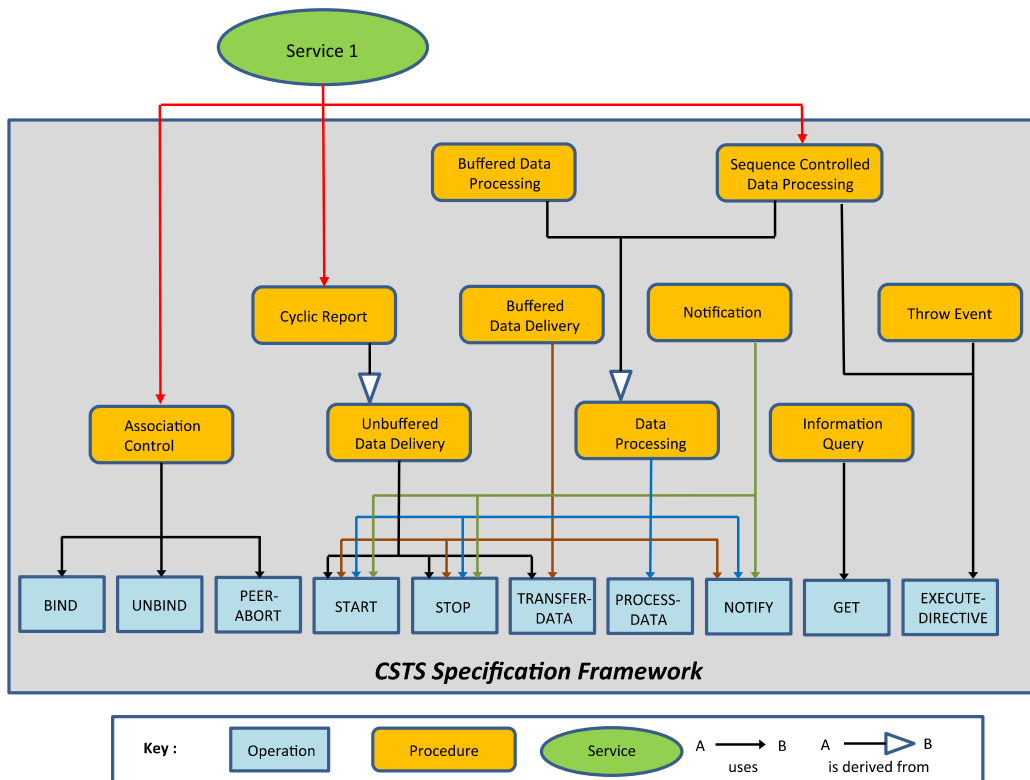 Service 1
Buffered Data
Processing
Sequence Controlled
Data Processing
Cyclic Report
Buffered
Data Delivery
Notification
Throw Event
Association
Control
Unbuffered
Data Delivery
Data
Processing
Information
Query
BIND
UNBIND
PEER-
ABORT
START
STOP
TRANSFER-
DATA
PROCESS-
DATA
NOTIFY
GET
EXECUTE-
DIRECTIVE
CSTS Specification Framework
Key :
Operation
Procedure
Service
A
B
uses
A
B
is derived from